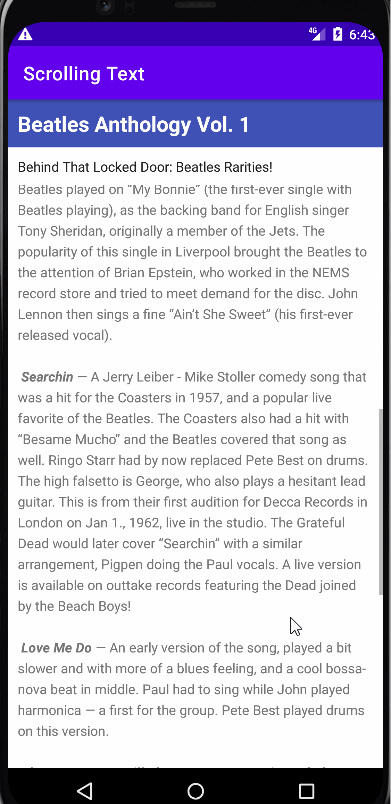 4G 6:43
Scrolling Text
Beatles Anthology Vol. 1
Behind That Locked Door: Beatles Rarities!
Beatles played on “My Bonnie” (the first-ever single with
Beatles playing), as the backing band for English singer
Tony Sheridan, originally a member of the Jets. The
popularity of this single in Liverpool brought the Beatles to
the attention of Brian Epstein, who worked in the NEMS
record store and tried to meet demand for the disc. John
Lennon then sings a fine “Ain’t She Sweet” (his first-ever
released vocal).
Searchin — A Jerry Leiber - Mike Stoller comedy song that
was a hit for the Coasters in 1957, and a popular live
favorite of the Beatles. The Coasters also had a hit with
“Besame Mucho” and the Beatles covered that song as
well. Ringo Starr had by now replaced Pete Best on drums.
The high falsetto is George, who also plays a hesitant lead
guitar. This is from their first audition for Decca Records in
London on Jan 1., 1962, live in the studio. The Grateful
Dead would later cover “Searchin” with a similar
arrangement, Pigpen doing the Paul vocals. A live version
is available on outtake records featuring the Dead joined
by the Beach Boys!
Love Me Do — An early version of the song, played a bit
slower and with more of a blues feeling, and a cool bossa-
nova beat in middle. Paul had to sing while John played
harmonica — a first for the group. Pete Best played drums
on this version.